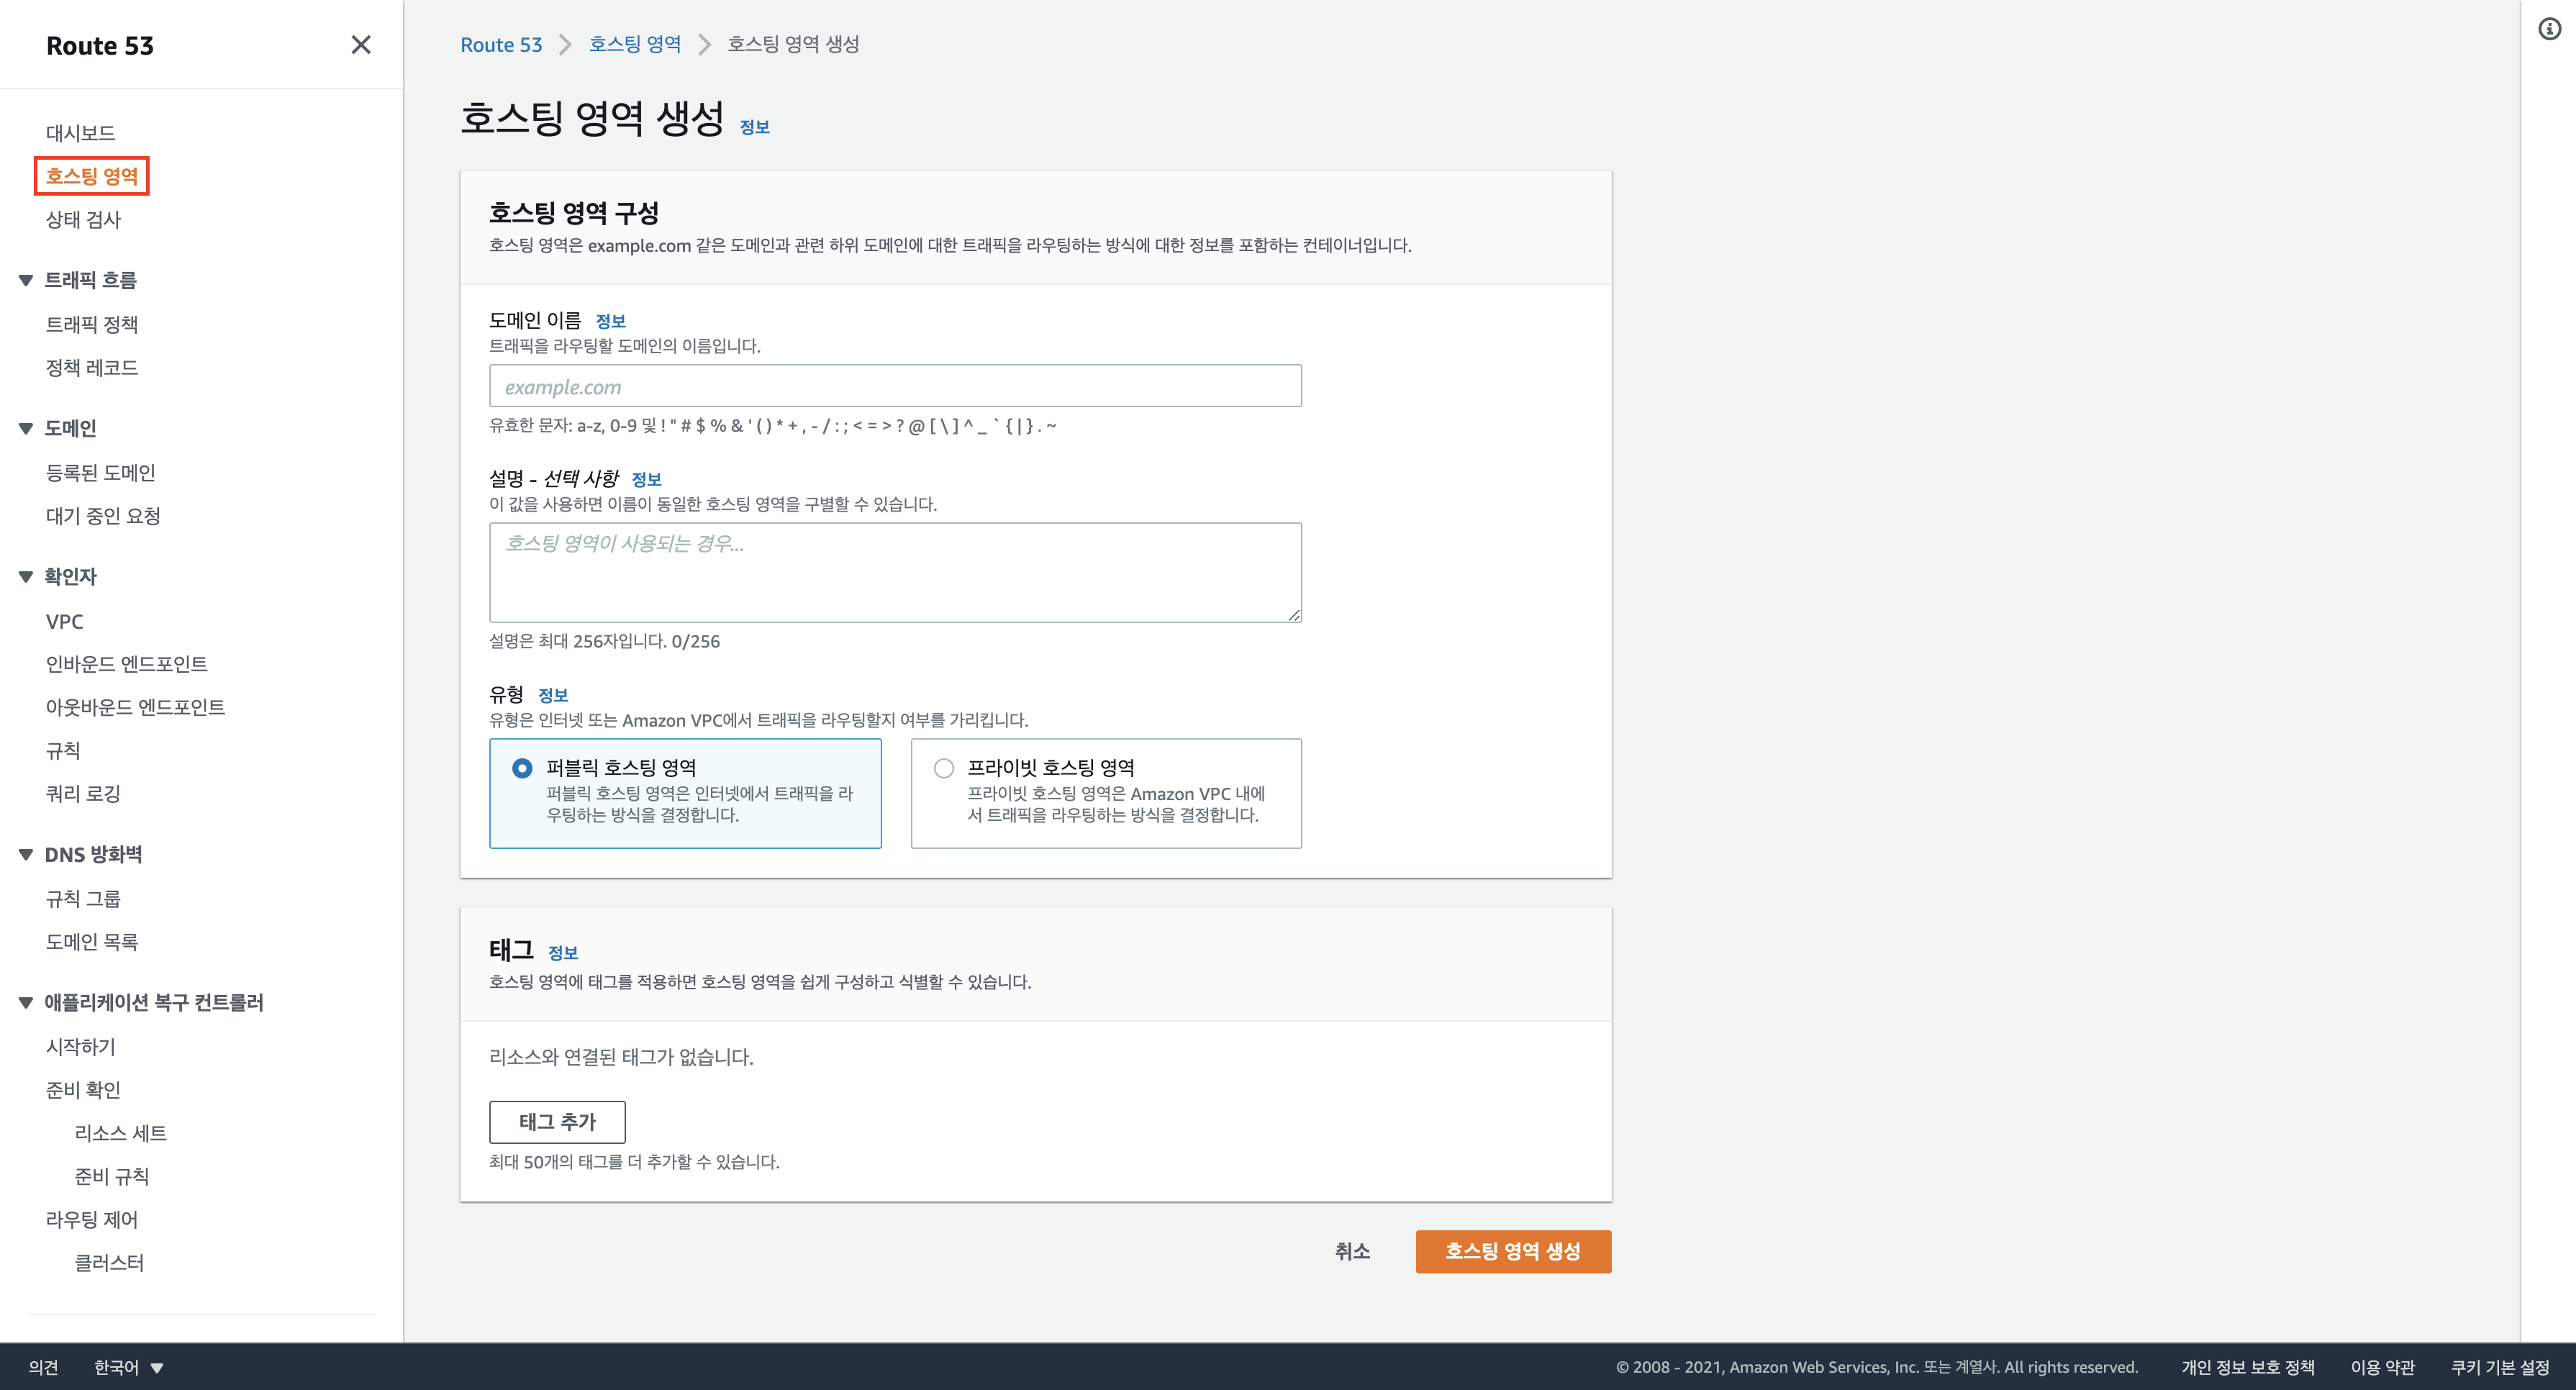 Route 53
대시보드
호스팅 영역
상태 검사
트래픽 흐름
트래픽 정책
정책 레코드
도메인
등록된 도메인
대기 중인 요청
확인자
VPC
인바운드 엔드포인트
아웃바운드 엔드포인트
규칙
쿼리 로깅
DNS 방화벽
규칙 그룹
도메인 목록
애플리케이션 복구 컨트롤러
시작하기
준비 확인
리소스 세트
준비 규칙
라우팅 제어
클러스터
Route 53 > 호스팅 영역 > 호스팅 영역 생성
호스팅 영역 생성 정보
호스팅 영역 구성
호스팅 영역은 example.com 같은 도메인과 관련 하위 도메인에 대한 트래픽을 라우팅하는 방식에 대한 정보를 포함하는 컨테이너입니다.
도메인 이름 정보
트래픽을 라우팅할 도메인의 이름입니다.
example.com
유효한 문자: a-z, 0-9 및 ! " # $ % & ' ( ) * + , - / : ; < = > ? @ [ \ ] ^ _ ` { | } . ~
설명 - 선택 사항 정보
이 값을 사용하면 이름이 동일한 호스팅 영역을 구별할 수 있습니다.
호스팅 영역이 사용되는 경우...
설명은 최대 256자입니다. 0/256
유형 정보
유형은 인터넷 또는 Amazon VPC에서 트래픽을 라우팅할지 여부를 가리킵니다.
퍼블릭 호스팅 영역
퍼블릭 호스팅 영역은 인터넷에서 트래픽을 라
우팅하는 방식을 결정합니다.
프라이빗 호스팅 영역
프라이빗 호스팅 영역은 Amazon VPC 내에
서 트래픽을 라우팅하는 방식을 결정합니다.
태그 정보
호스팅 영역에 태그를 적용하면 호스팅 영역을 쉽게 구성하고 식별할 수 있습니다.
리소스와 연결된 태그가 없습니다.
태그 추가
최대 50개의 태그를 더 추가할 수 있습니다.
취소 호스팅 영역 생성
의견 한국어 © 2008 - 2021, Amazon Web Services, Inc. 또는 계열사. All rights reserved. 개인 정보 보호 정책 이용 약관 쿠키 기본 설정